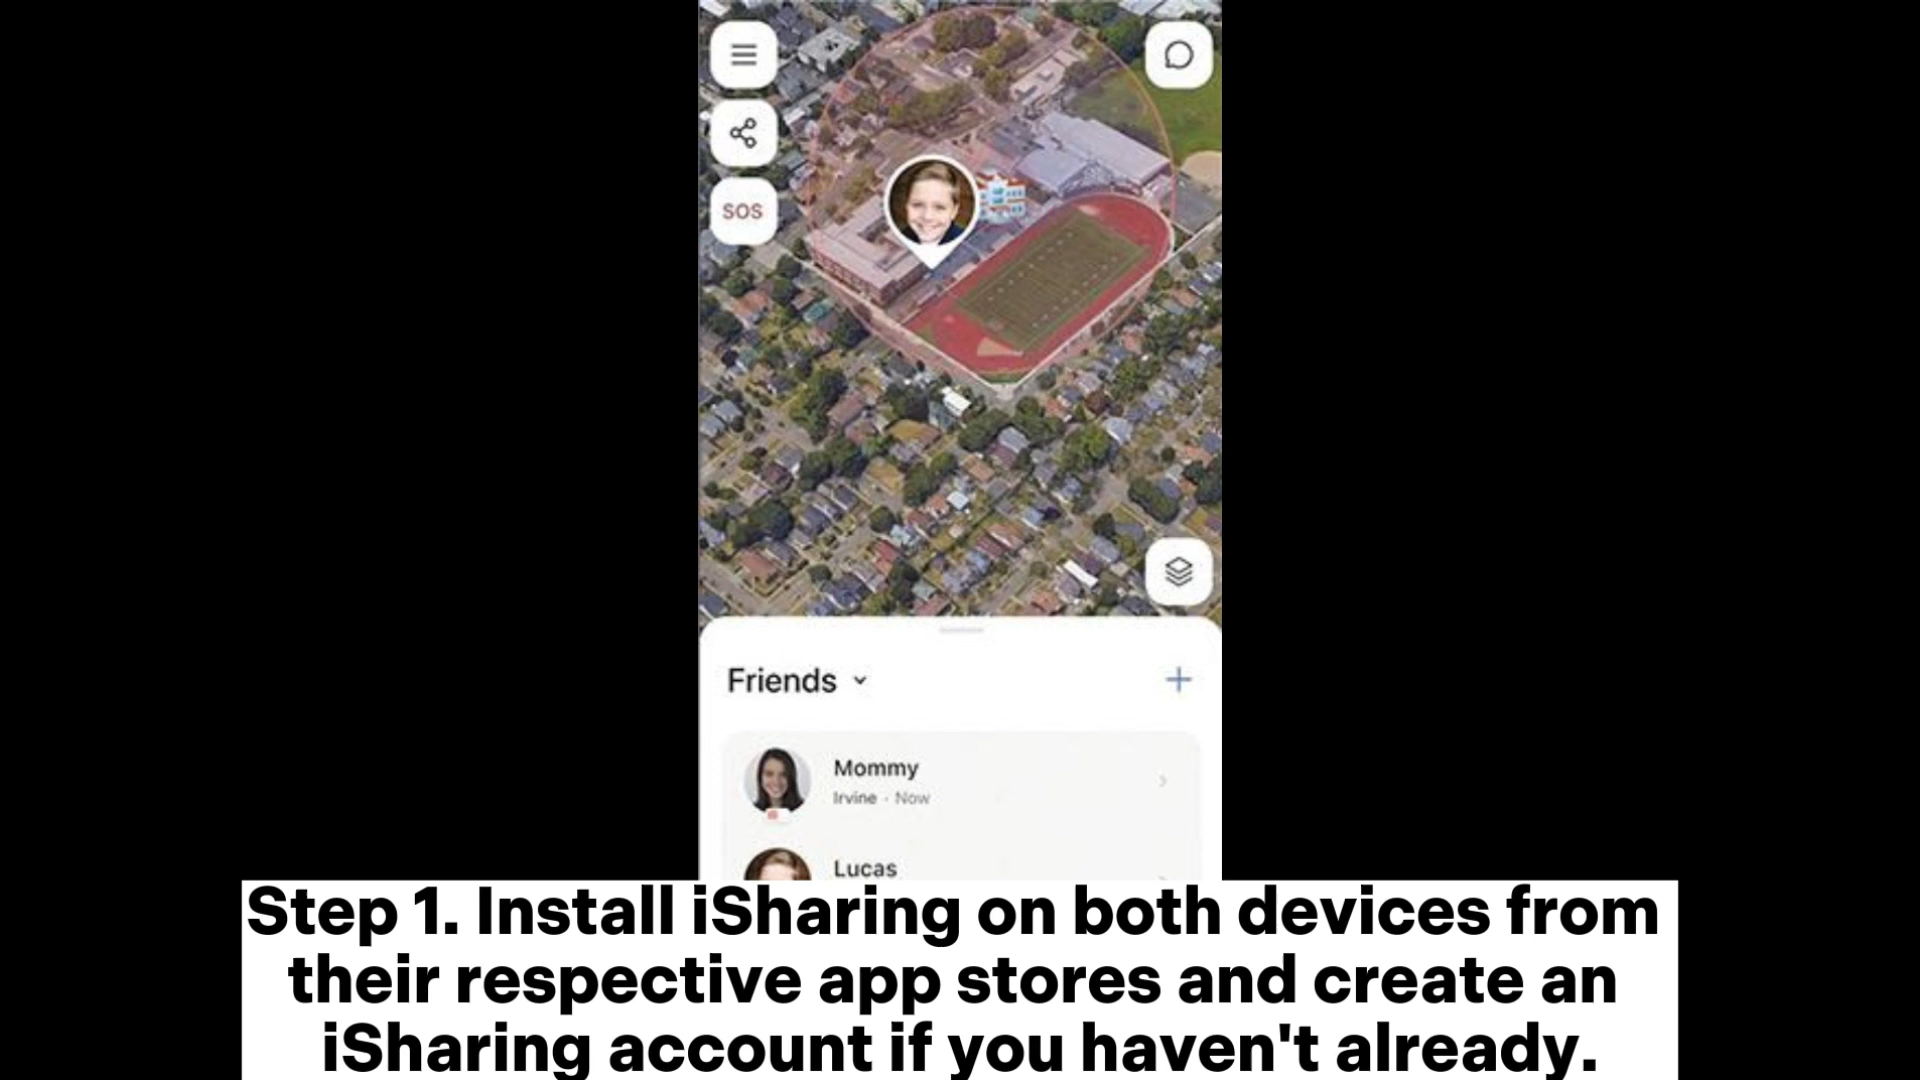 SOS
Friends
Mommy
Irvine · Now
Lucas
Step 1. Install iSharing on both devices from
their respective app stores and create an
iSharing account if you haven't already.